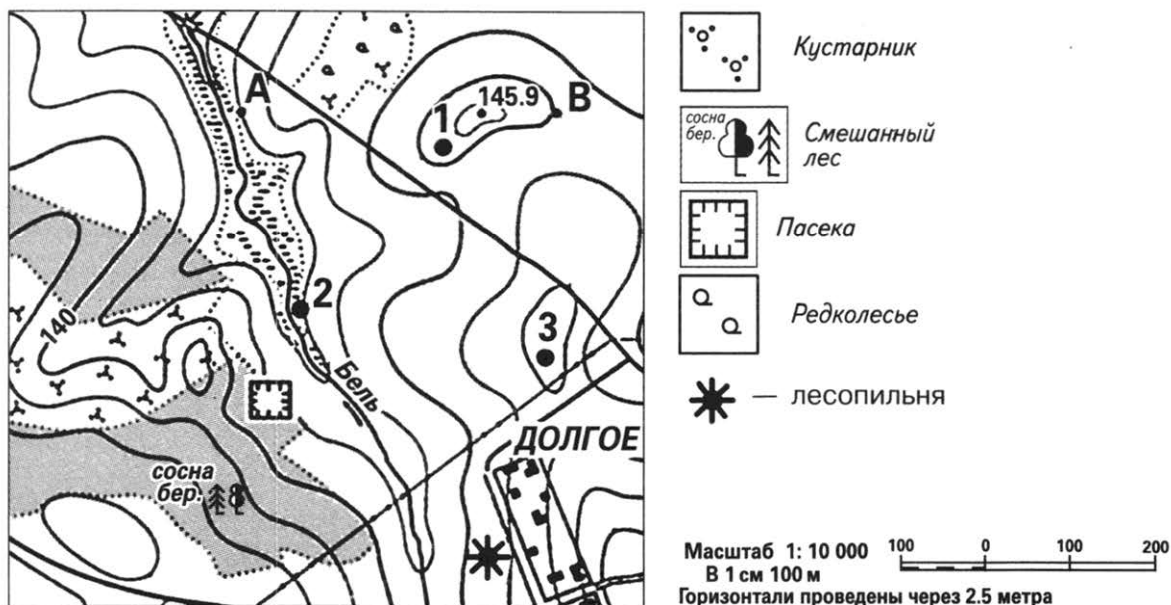 А
В
145.9
1
2
3
140
Бель
ДОЛГОЕ
сосна
бер.
Кустарник
сосна
бер.
Смешанный
лес
Пасека
Редколесье
— лесопильня
Масштаб 1: 10 000
В 1 см 100 м
100 0 100 200
Горизонтали проведены через 2.5 метра